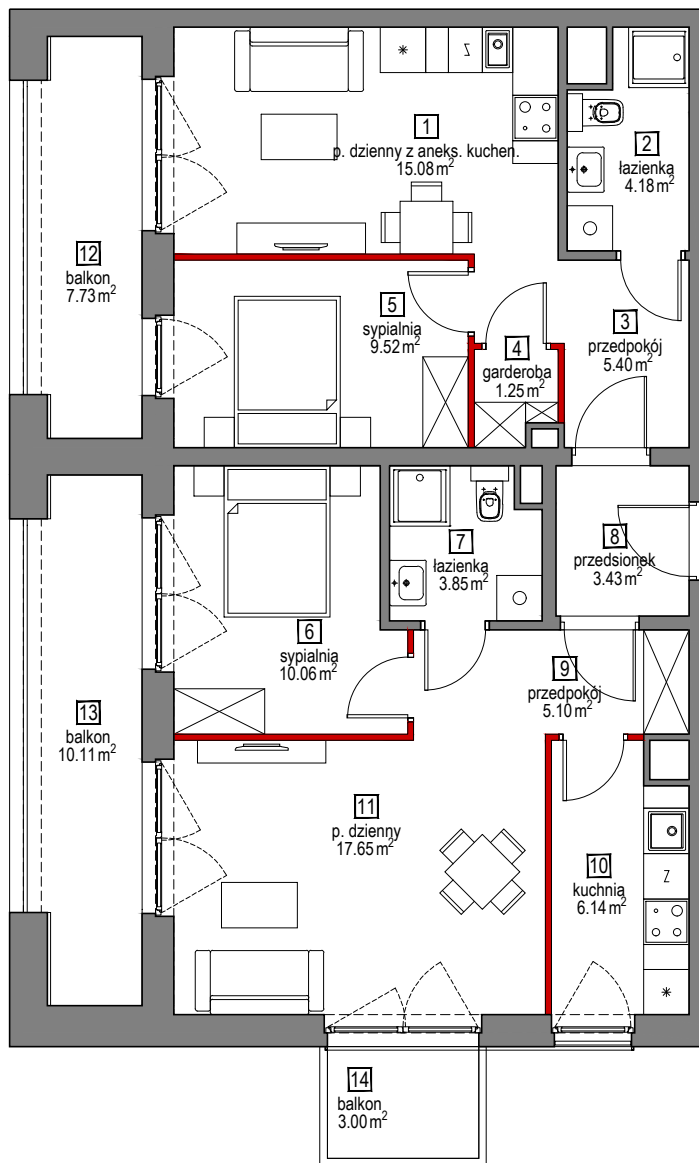 1
p. dzienny z aneks. kuchen.
15.08 m²
Z
2
łazienka
4.18 m²
12
balkon
7.73 m²
5
sypialnia
9.52 m²
3
przedpokój
5.40 m²
4
garderoba
1.25 m²
7
łazienka
3.85 m²
8
przedsionek
3.43 m²
6
sypialnia
10.06 m²
9
przedpokój
5.10 m²
13
balkon
10.11 m²
11
p. dzienny
17.65 m²
10
kuchnia
6.14 m²
Z
14
balkon
3.00 m²